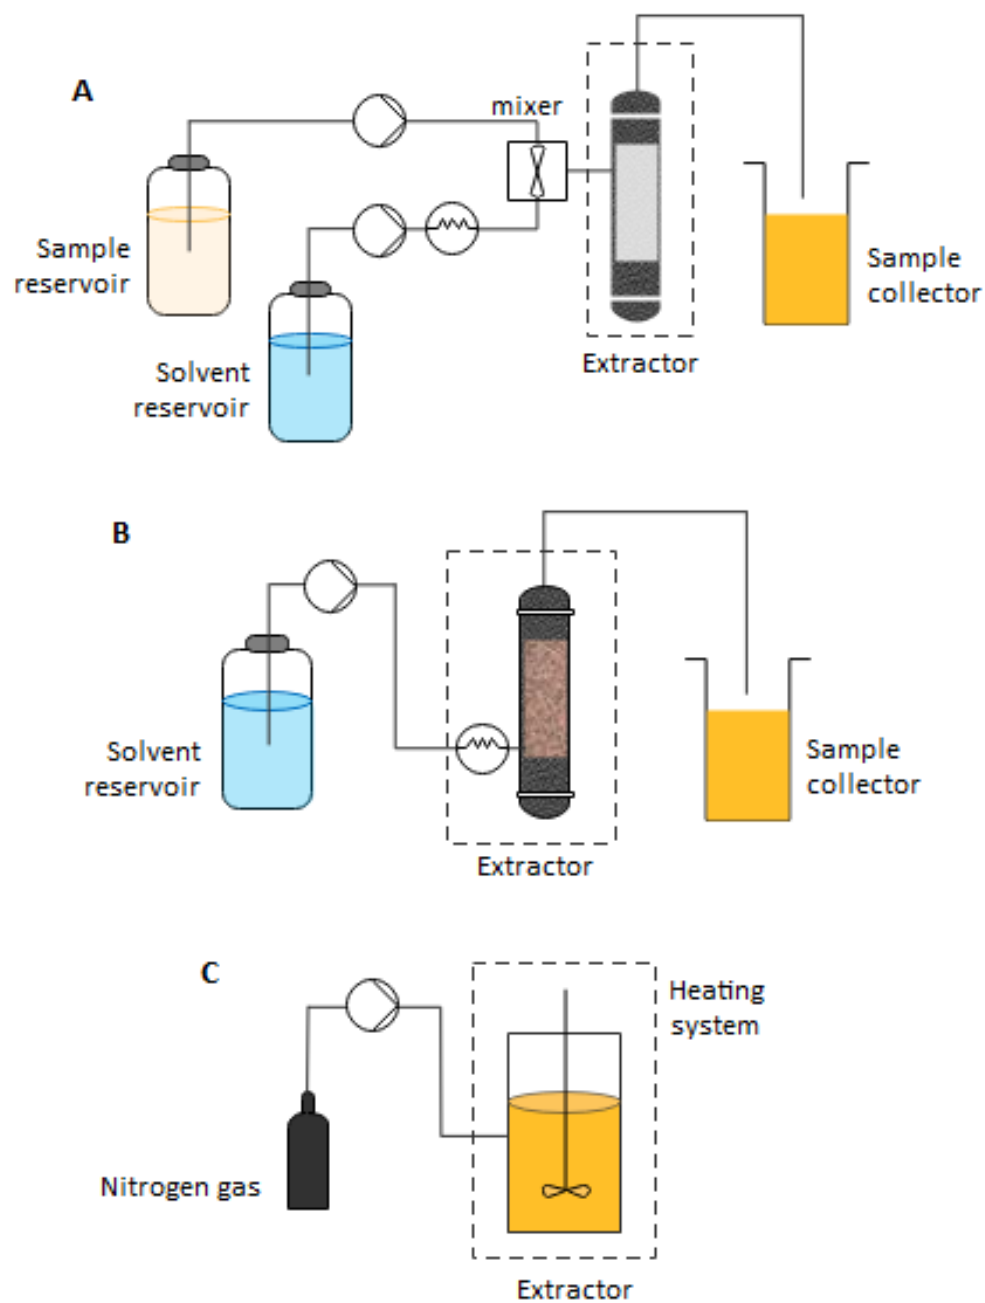 A
mixer
Sample
reservoir
Sample
collector
Extractor
Solvent
reservoir
B
Solvent
reservoir
Sample
collector
Extractor
C
Heating
system
Nitrogen gas
Extractor